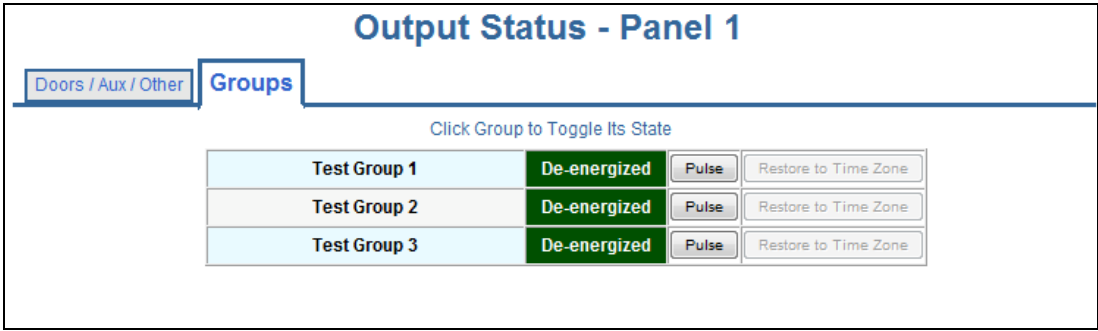 Output Status - Panel 1
Doors / Aux / Other Groups
Click Group to Toggle Its State
Test Group 1 De-energized Pulse Restore to Time Zone
Test Group 2 De-energized Pulse Restore to Time Zone
Test Group 3 De-energized Pulse Restore to Time Zone